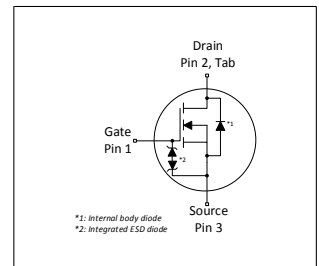 Drain
Pin 2, Tab
*1
Gate
Pin 1
*2
*1: Internal body diode
*2: Integrated ESD diode
Source
Pin 3